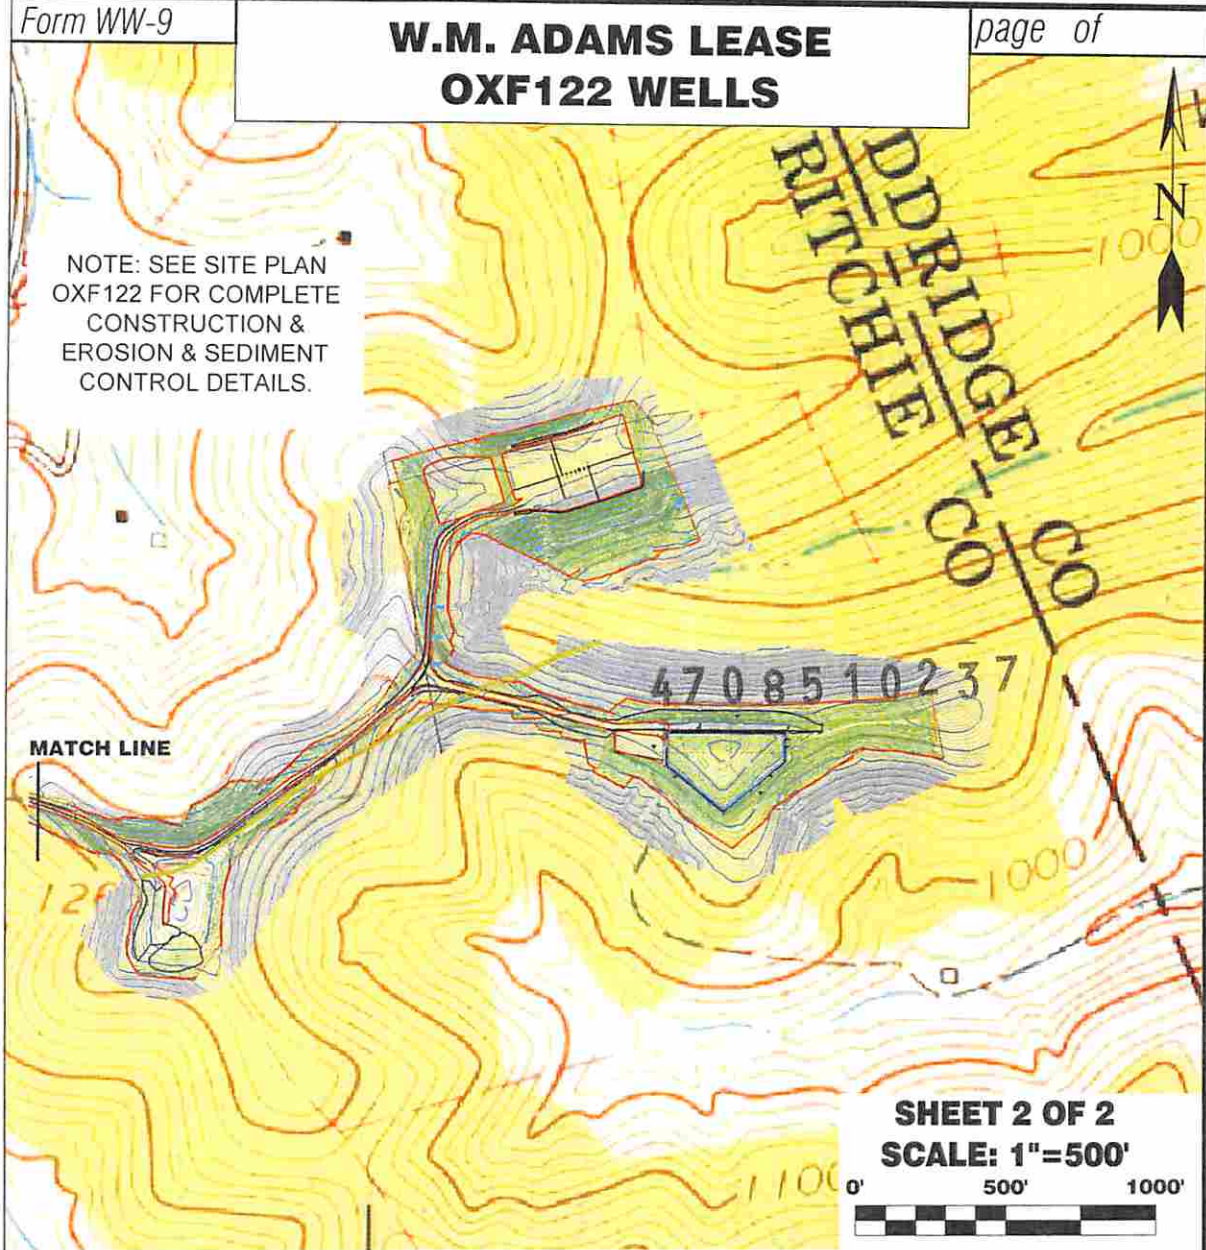 Form WW-9
W.M. ADAMS LEASE
OXF122 WELLS
page of
N
DDRIDGE CO
RITCHIE CO
1000
NOTE: SEE SITE PLAN
OXF122 FOR COMPLETE
CONSTRUCTION &
EROSION & SEDIMENT
CONTROL DETAILS.
4708510237
MATCH LINE
1000
SHEET 2 OF 2
SCALE: 1"=500'
0' 500' 1000'